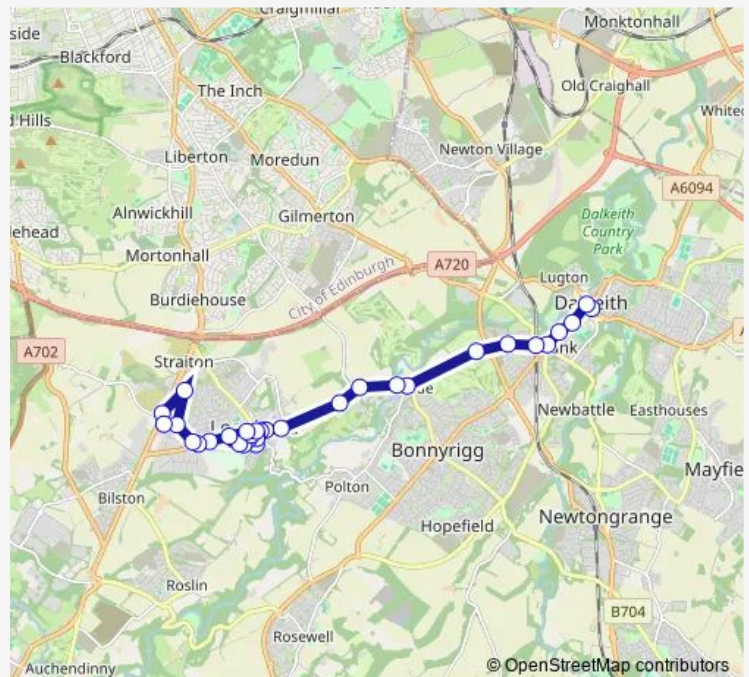 Craigmillar
Monktonhall
side
Blackford
The Inch
Old Craighall
d Hills
Newton Village
Liberton
Moredun
A6094
Alnwickhill
Gilmerton
Dalkeith
Country
Park
lehead
Mortonhall
A720
City of Edinburgh
Lugton
Burdiehouse
Dalkeith
A702
Straiton
Newbattle
Easthouses
Bonnyrigg
Mayfie
Polton
Bilston
Hopefield
Newtongrange
Roslin
B704
Rosewell
Auchendinny
© OpenStreetMap contributors